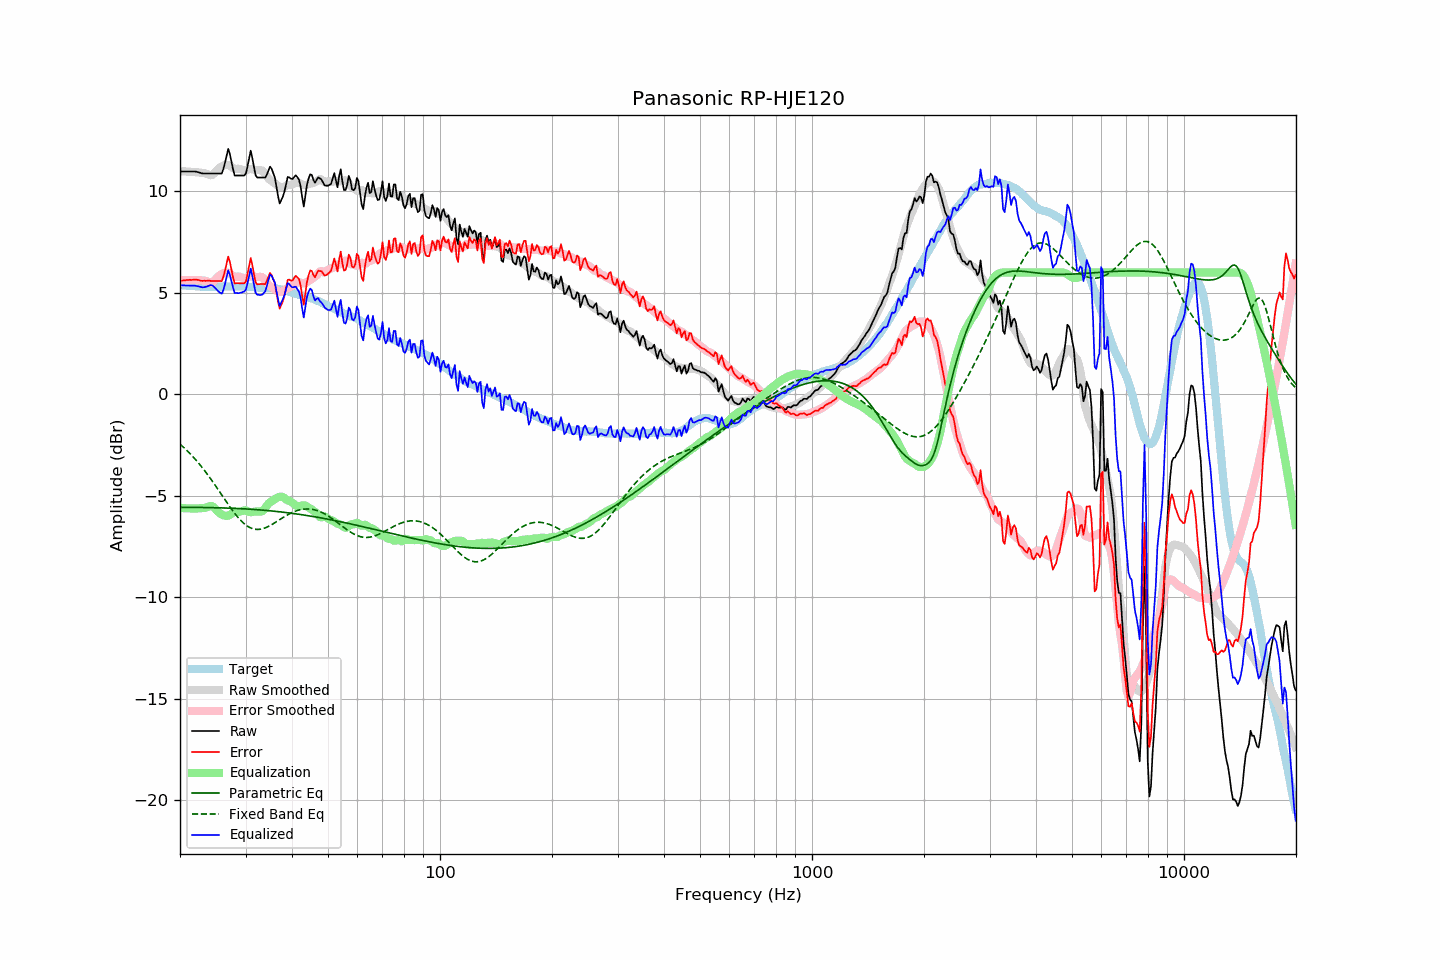 Panasonic RP-HJE120
Amplitude (dBr)
10
5
0
−5
−10
−15
−20
Target
Raw Smoothed
Error Smoothed
Raw
Error
Equalization
Parametric Eq
Fixed Band Eq
Equalized
100
1000
10000
Frequency (Hz)